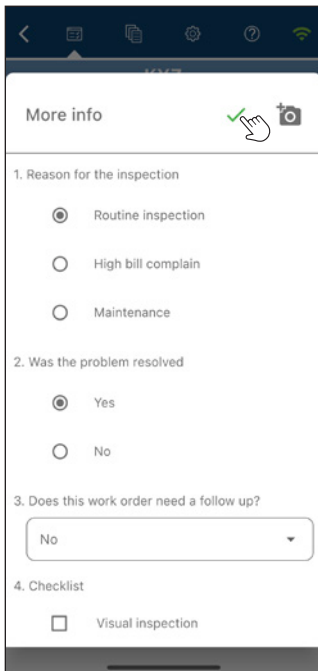 More info
1. Reason for the inspection
Routine inspection
High bill complain
Maintenance
2. Was the problem resolved
Yes
No
3. Does this work order need a follow up?
No
4. Checklist
Visual inspection